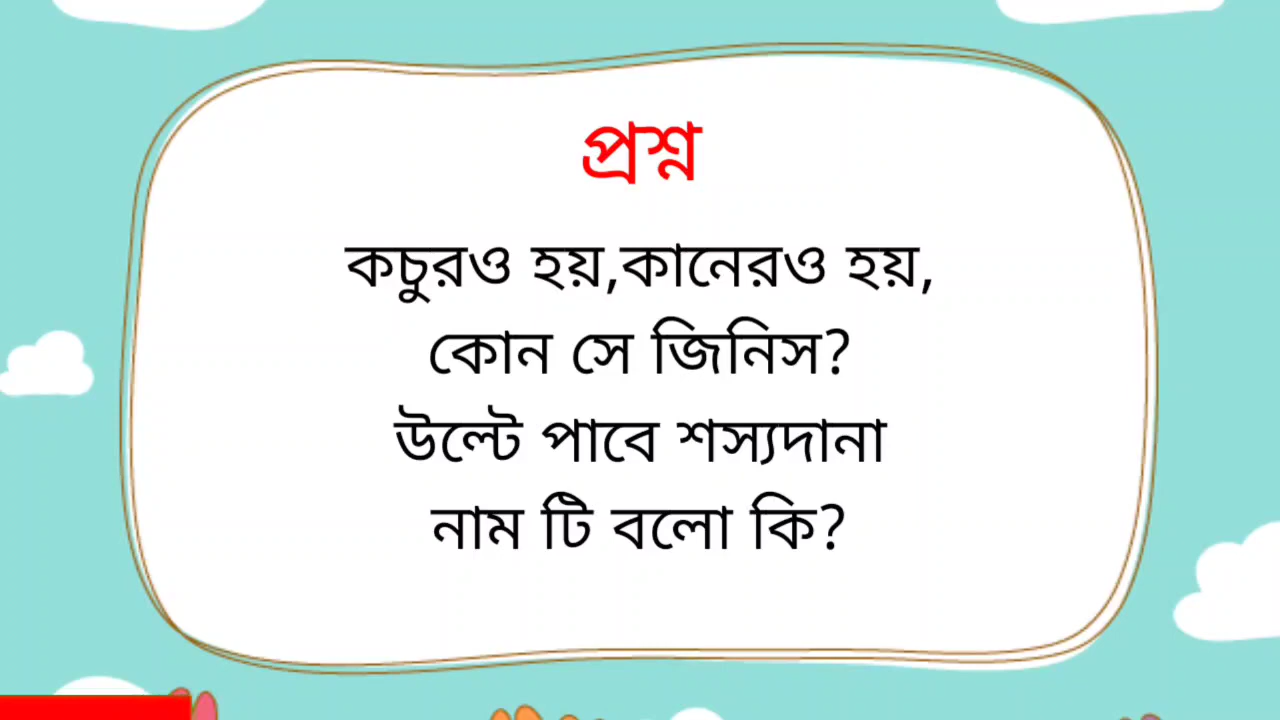 প্রশ্ন
কচুরও হয়,কানেরও হয়,
কোন সে জিনিস?
উল্টে পাবে শস্যদানা
নাম টি বলো কি?